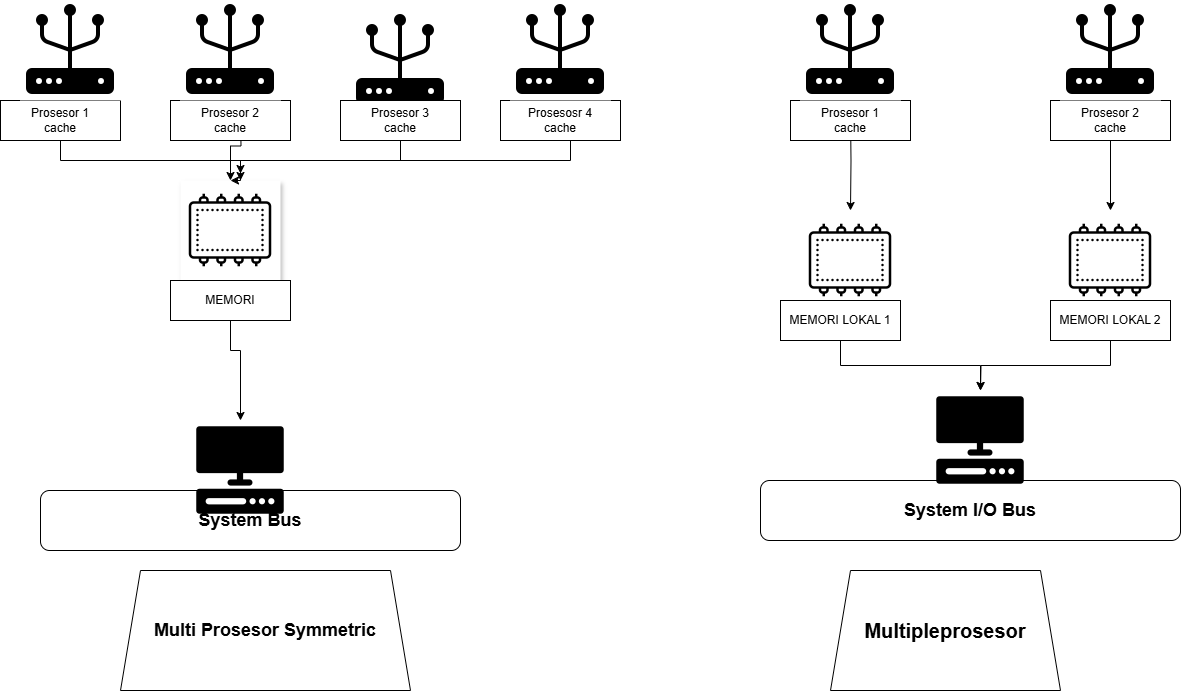 Prosesor 1
cache
Prosesor 2
cache
Prosesor 3
cache
Prosesosr 4
cache
MEMORI
System Bus
Multi Prosesor Symmetric
Prosesor 1
cache
Prosesor 2
cache
MEMORI LOKAL 1
MEMORI LOKAL 2
System I/O Bus
Multipleprosesor